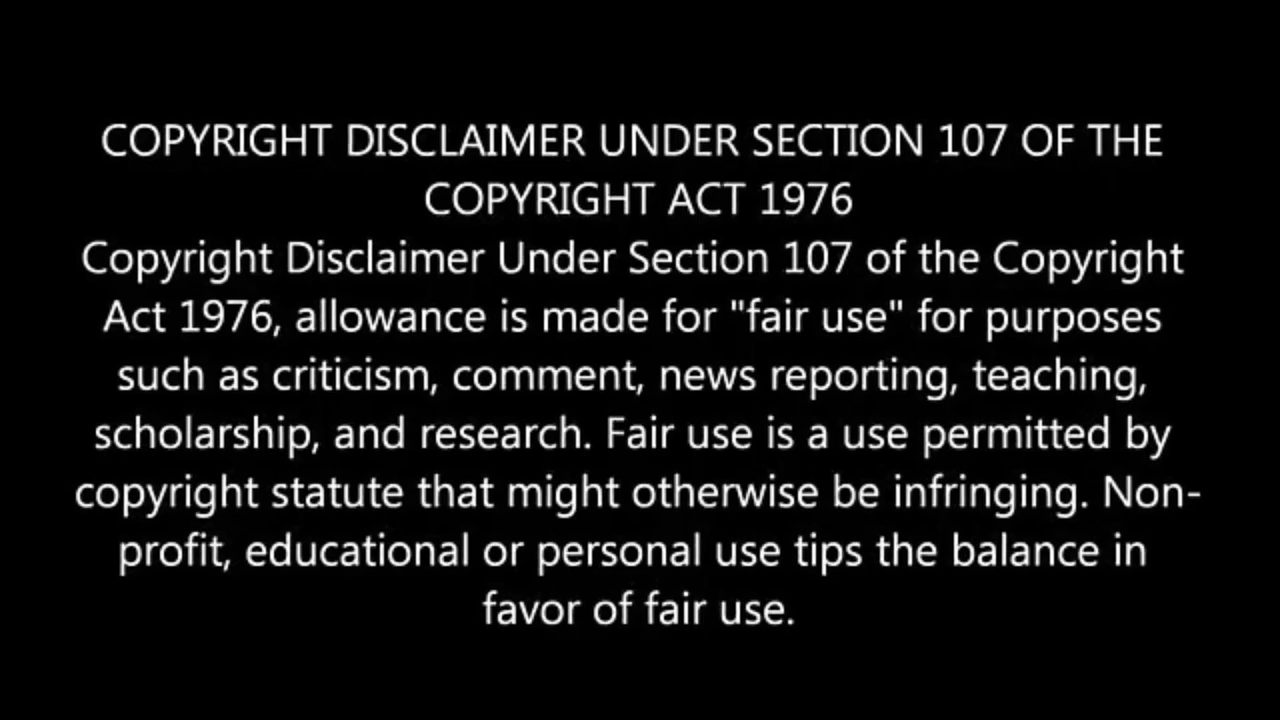 COPYRIGHT DISCLAIMER UNDER SECTION 107 OF THE
COPYRIGHT ACT 1976
Copyright Disclaimer Under Section 107 of the Copyright
Act 1976, allowance is made for "fair use" for purposes
such as criticism, comment, news reporting, teaching,
scholarship, and research. Fair use is a use permitted by
copyright statute that might otherwise be infringing. Non-
profit, educational or personal use tips the balance in
favor of fair use.